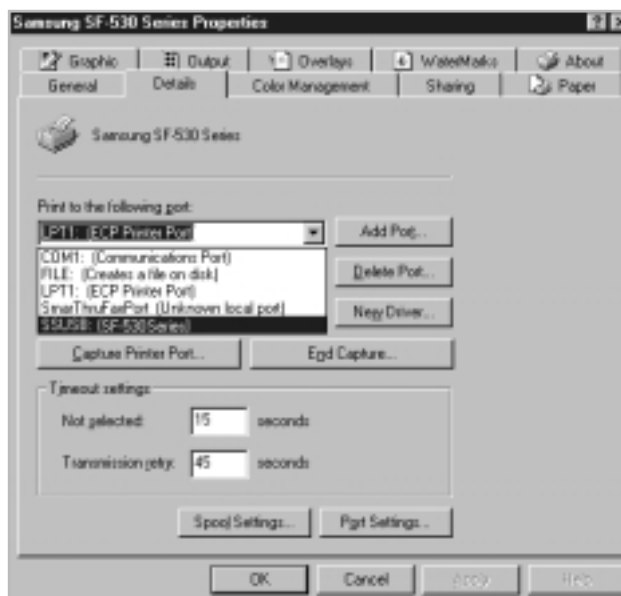 Samsung SF-530 Series Properties
Graphic Output Overlays WaterMarks About
General Details Color Management Sharing Paper
Samsung SF-530 Series
Print to the following port:
LPT1: (ECP Printer Port) Add Port...
COM1: (Communications Port)
FILE: (Creates a file on disk) Delete Port...
LPT1: (ECP Printer Port)
SmarThruFaxPort (Unknown local port) New Driver...
SSUSB: (SF-530 Series)
Capture Printer Port... End Capture...
Timeout settings
Not selected: 15 seconds
Transmission retry: 45 seconds
Spool Settings... Port Settings...
OK Cancel Apply Help